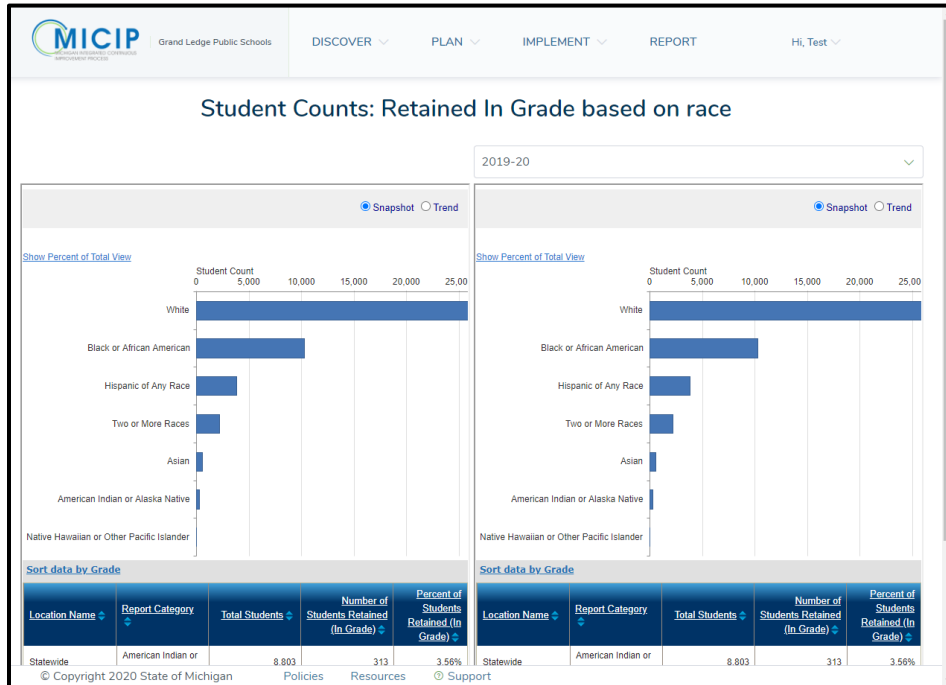 MICIP
MICHIGAN INTEGRATED CONTINUOUS
IMPROVEMENT PROCESS
Grand Ledge Public Schools
DISCOVER
PLAN
IMPLEMENT
REPORT
Hi, Test
Student Counts: Retained In Grade based on race
2019-20
Snapshot Trend
Show Percent of Total View
Student Count
0 5,000 10,000 15,000 20,000 25,00
White
Black or African American
Hispanic of Any Race
Two or More Races
Asian
American Indian or Alaska Native
Native Hawaiian or Other Pacific Islander
Sort data by Grade
Location Name
Report Category
Total Students
Number of
Students Retained
(In Grade)
Percent of
Students
Retained (In
Grade)
Statewide
American Indian or
8,803
313
3.56%
Snapshot Trend
Show Percent of Total View
Student Count
0 5,000 10,000 15,000 20,000 25,00
White
Black or African American
Hispanic of Any Race
Two or More Races
Asian
American Indian or Alaska Native
Native Hawaiian or Other Pacific Islander
Sort data by Grade
Location Name
Report Category
Total Students
Number of
Students Retained
(In Grade)
Percent of
Students
Retained (In
Grade)
Statewide
American Indian or
8,803
313
3.56%
© Copyright 2020 State of Michigan
Policies
Resources
Support